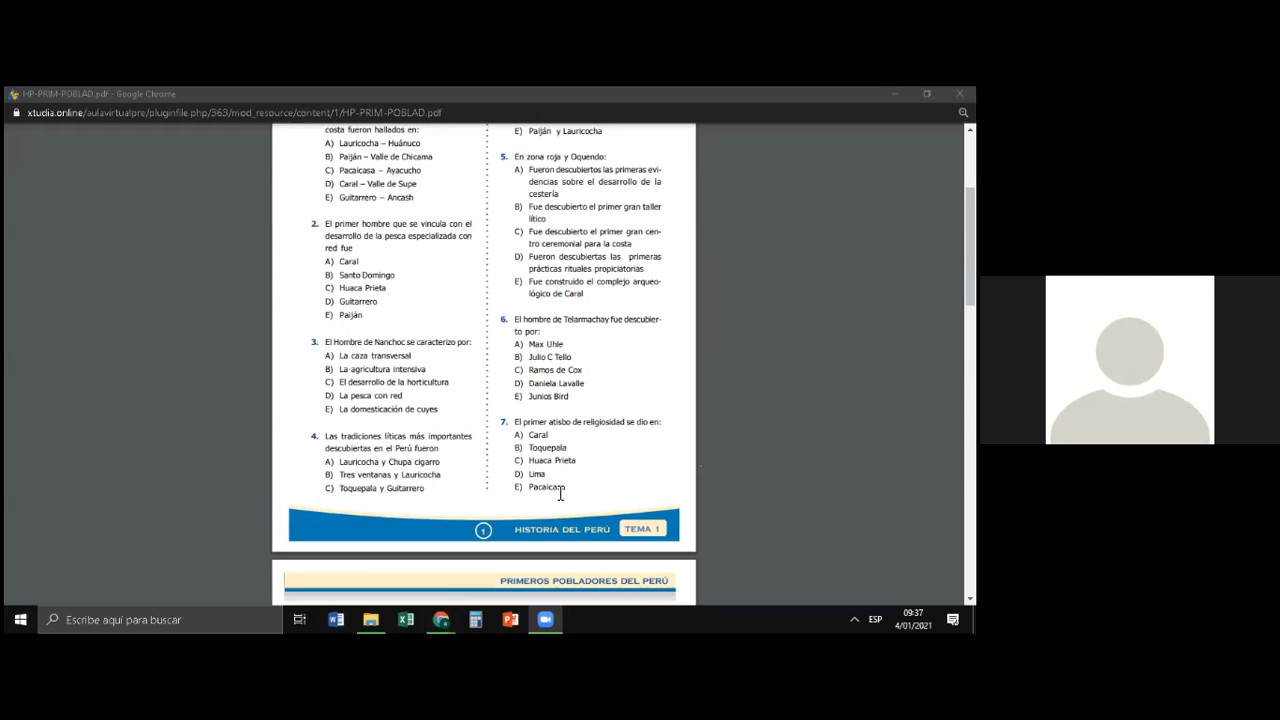 HP-PRIM-POBLAD.pdf - Google Chrome
xtudia.online/aulavirtualpre/pluginfile.php/363/mod_resource/content/1/HP-PRIM-POBLAD.pdf
costa fueron hallados en:
A) Lauricocha – Huánuco
B) Paiján – Valle de Chicama
C) Pacaicasa – Ayacucho
D) Caral – Valle de Supe
E) Guitarrero – Ancash
2. El primer hombre que se vincula con el
desarrollo de la pesca especializada con
red fue
A) Caral
B) Santo Domingo
C) Huaca Prieta
D) Guitarrero
E) Paiján
3. El Hombre de Nanchoc se caracterizo por:
A) La caza transversal
B) La agricultura intensiva
C) El desarrollo de la horticultura
D) La pesca con red
E) La domesticación de cuyes
4. Las tradiciones líticas más importantes
descubiertas en el Perú fueron
A) Lauricocha y Chupa cigarro
B) Tres ventanas y Lauricocha
C) Toquepala y Guitarrero
E) Paiján y Lauricocha
5. En zona roja y Oquendo:
A) Fueron descubiertos las primeras evi-
dencias sobre el desarrollo de la
cestería
B) Fue descubierto el primer gran taller
lítico
C) Fue descubierto el primer gran cen-
tro ceremonial para la costa
D) Fueron descubiertas las primeras
prácticas rituales propiciatorias
E) Fue construido el complejo arqueo-
lógico de Caral
6. El hombre de Telarmachay fue descubier-
to por:
A) Max Uhle
B) Julio C Tello
C) Ramos de Cox
D) Daniela Lavalle
E) Junios Bird
7. El primer atisbo de religiosidad se dio en:
A) Caral
B) Toquepala
C) Huaca Prieta
D) Lima
E) Pacaicasa
1 HISTORIA DEL PERÚ TEMA 1
PRIMEROS POBLADORES DEL PERÚ
Escribe aquí para buscar
ESP
09:37
4/01/2021